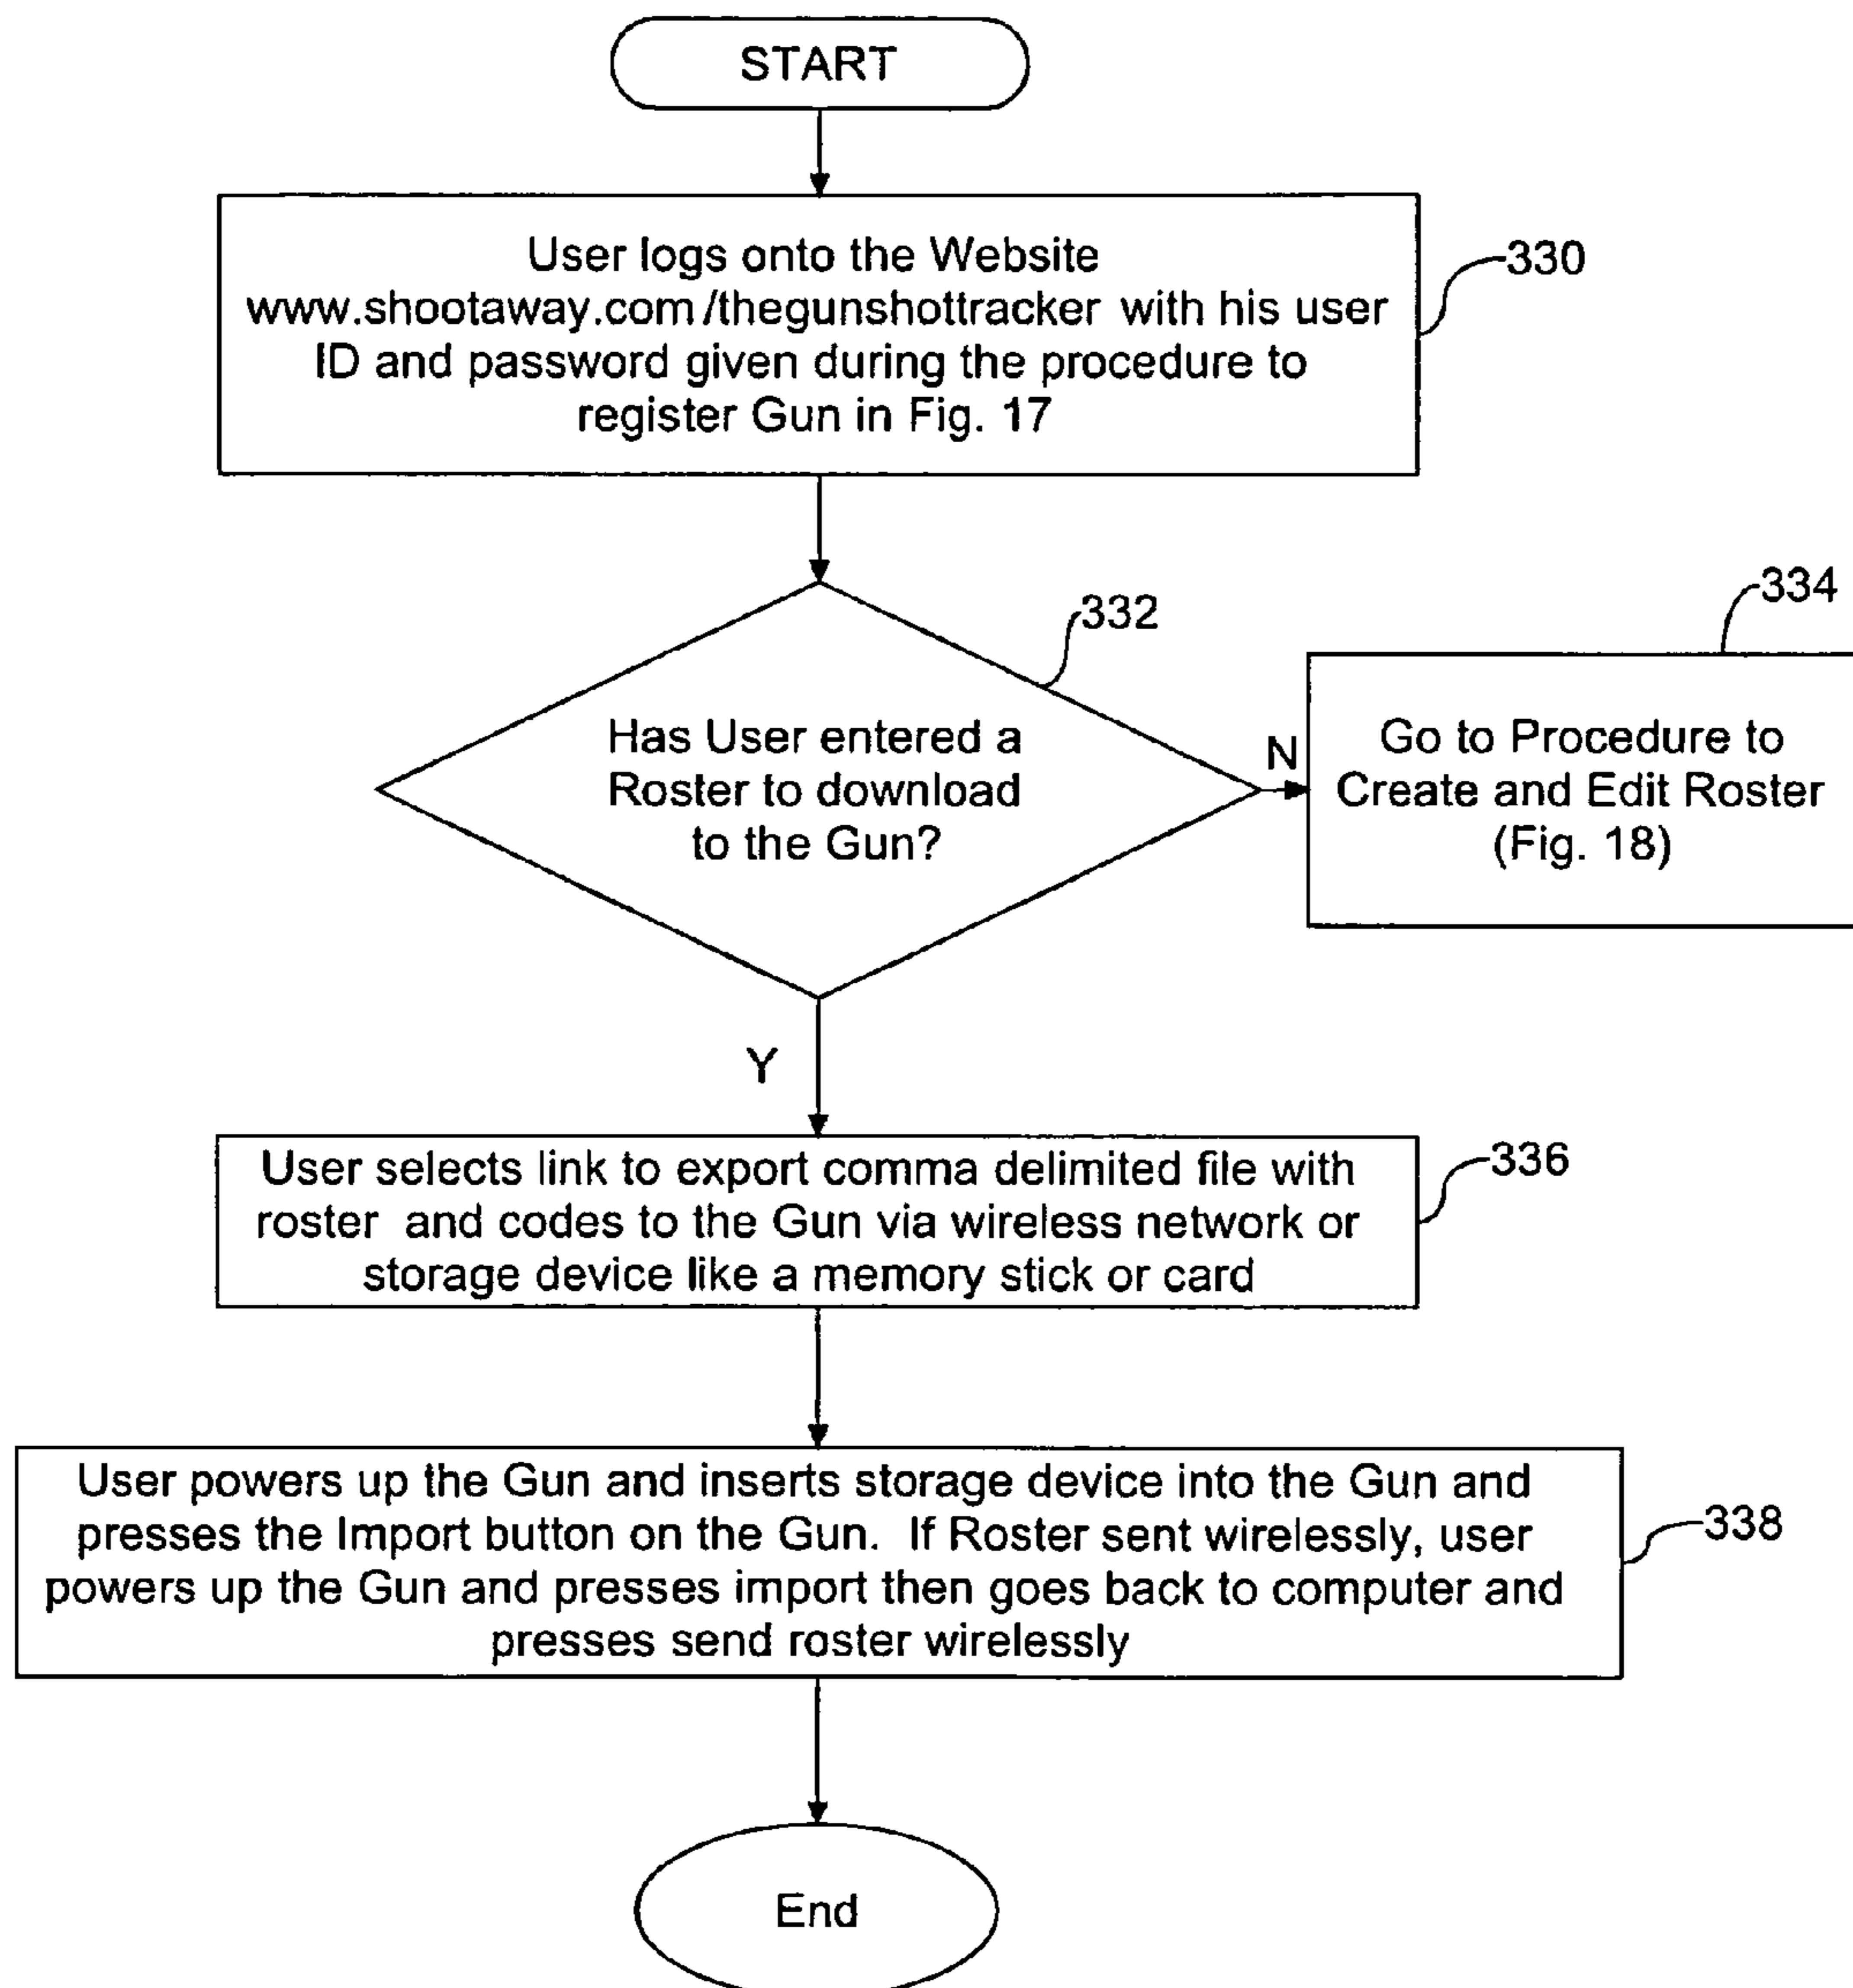 START
User logs onto the Website
www.shootaway.com/thegunshottracker with his user
ID and password given during the procedure to
register Gun in Fig. 17
330
332
334
Has User entered a
Roster to download
to the Gun?
N
Go to Procedure to
Create and Edit Roster
(Fig. 18)
Y
User selects link to export comma delimited file with
roster and codes to the Gun via wireless network or
storage device like a memory stick or card
336
User powers up the Gun and inserts storage device into the Gun and
presses the Import button on the Gun. If Roster sent wirelessly, user
powers up the Gun and presses import then goes back to computer and
presses send roster wirelessly
338
End